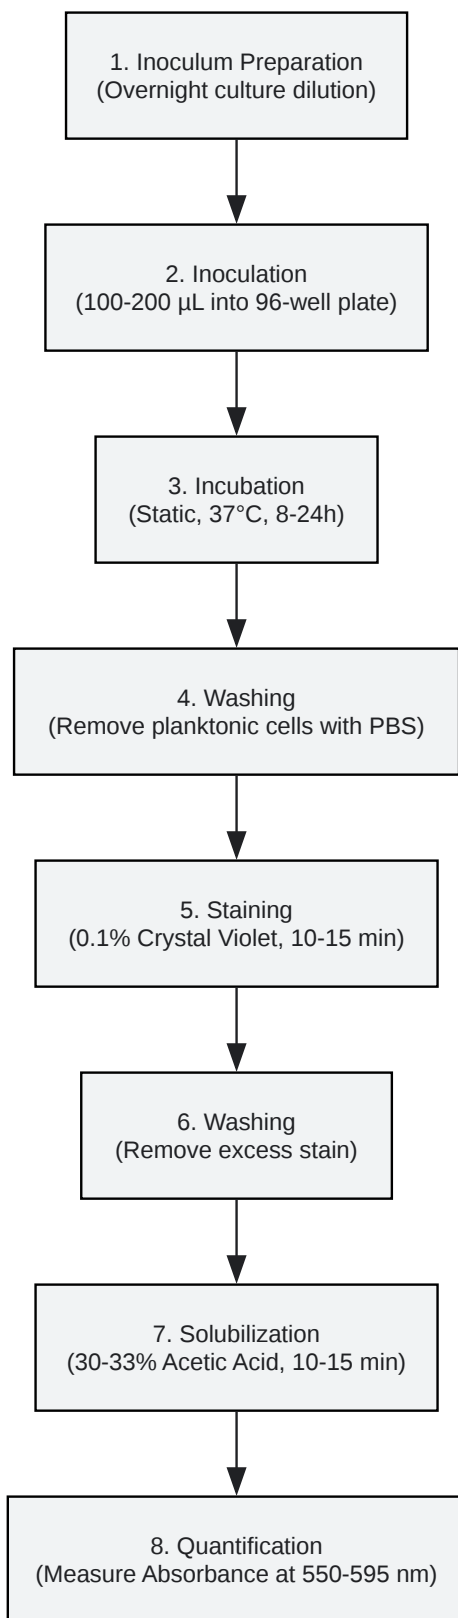 1. Inoculum Preparation
(Overnight culture dilution)
2. Inoculation
(100-200 µL into 96-well plate)
3. Incubation
(Static, 37°C, 8-24h)
4. Washing
(Remove planktonic cells with PBS)
5. Staining
(0.1% Crystal Violet, 10-15 min)
6. Washing
(Remove excess stain)
7. Solubilization
(30-33% Acetic Acid, 10-15 min)
8. Quantification
(Measure Absorbance at 550-595 nm)